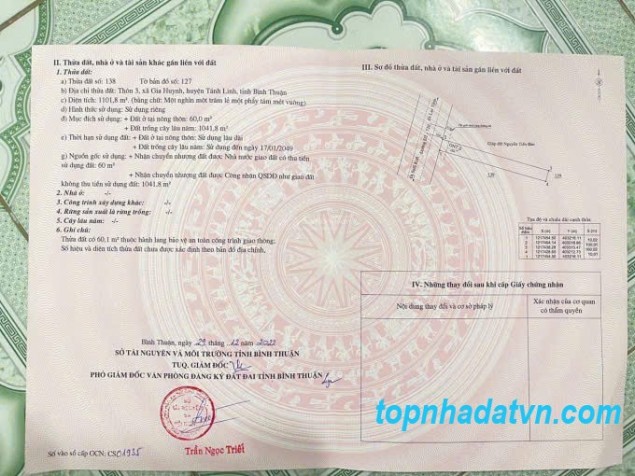 II. Thửa đất, nhà ở và tài sản khác gắn liền với đất
1. Thửa đất:
a) Thửa đất số: 138 Tờ bản đồ số: 127
b) Địa chỉ thửa đất: Thôn 3, xã Gia Huynh, huyện Tánh Linh, tỉnh Bình Thuận
c) Diện tích: 1101,8 m², (bằng chữ: Một nghìn một trăm lẻ một phẩy tám mét vuông)
d) Hình thức sử dụng: Sử dụng riêng
đ) Mục đích sử dụng: + Đất ở tại nông thôn: 60,0 m²
+ Đất trồng cây lâu năm: 1041,8 m²
e) Thời hạn sử dụng: + Đất ở tại nông thôn: Sử dụng lâu dài
+ Đất trồng cây lâu năm: Sử dụng đến ngày 17/01/2049
g) Nguồn gốc sử dụng: + Nhận chuyển nhượng đất được Nhà nước giao đất có thu tiền
sử dụng đất: 60 m²
+ Nhận chuyển nhượng đất được Công nhận QSDĐ như giao đất
không thu tiền sử dụng đất: 1041,8 m²
2. Nhà ở: -/-
3. Công trình xây dựng khác: -/-
4. Rừng sản xuất là rừng trồng: -/-
5. Cây lâu năm: -/-
6. Ghi chú:
Thửa đất có 60,1 m² thuộc hành lang bảo vệ an toàn công trình giao thông.
Số hiệu và diện tích thửa đất chưa được xác định theo bản đồ địa chính.
Bình Thuận, ngày 29 tháng 12 năm 2022
SỞ TÀI NGUYÊN VÀ MÔI TRƯỜNG TỈNH BÌNH THUẬN
TUQ. GIÁM ĐỐC
PHÓ GIÁM ĐỐC VĂN PHÒNG ĐĂNG KÝ ĐẤT ĐAI TỈNH BÌNH THUẬN
Trần Ngọc Triết
Số vào sổ cấp GCN: CS 01935
III. Sơ đồ thửa đất, nhà ở và tài sản gắn liền với đất
IV. Những thay đổi sau khi cấp Giấy chứng nhận
Nội dung thay đổi và cơ sở pháp lý
Xác nhận của cơ quan
có thẩm quyền
topnhadatvn.com